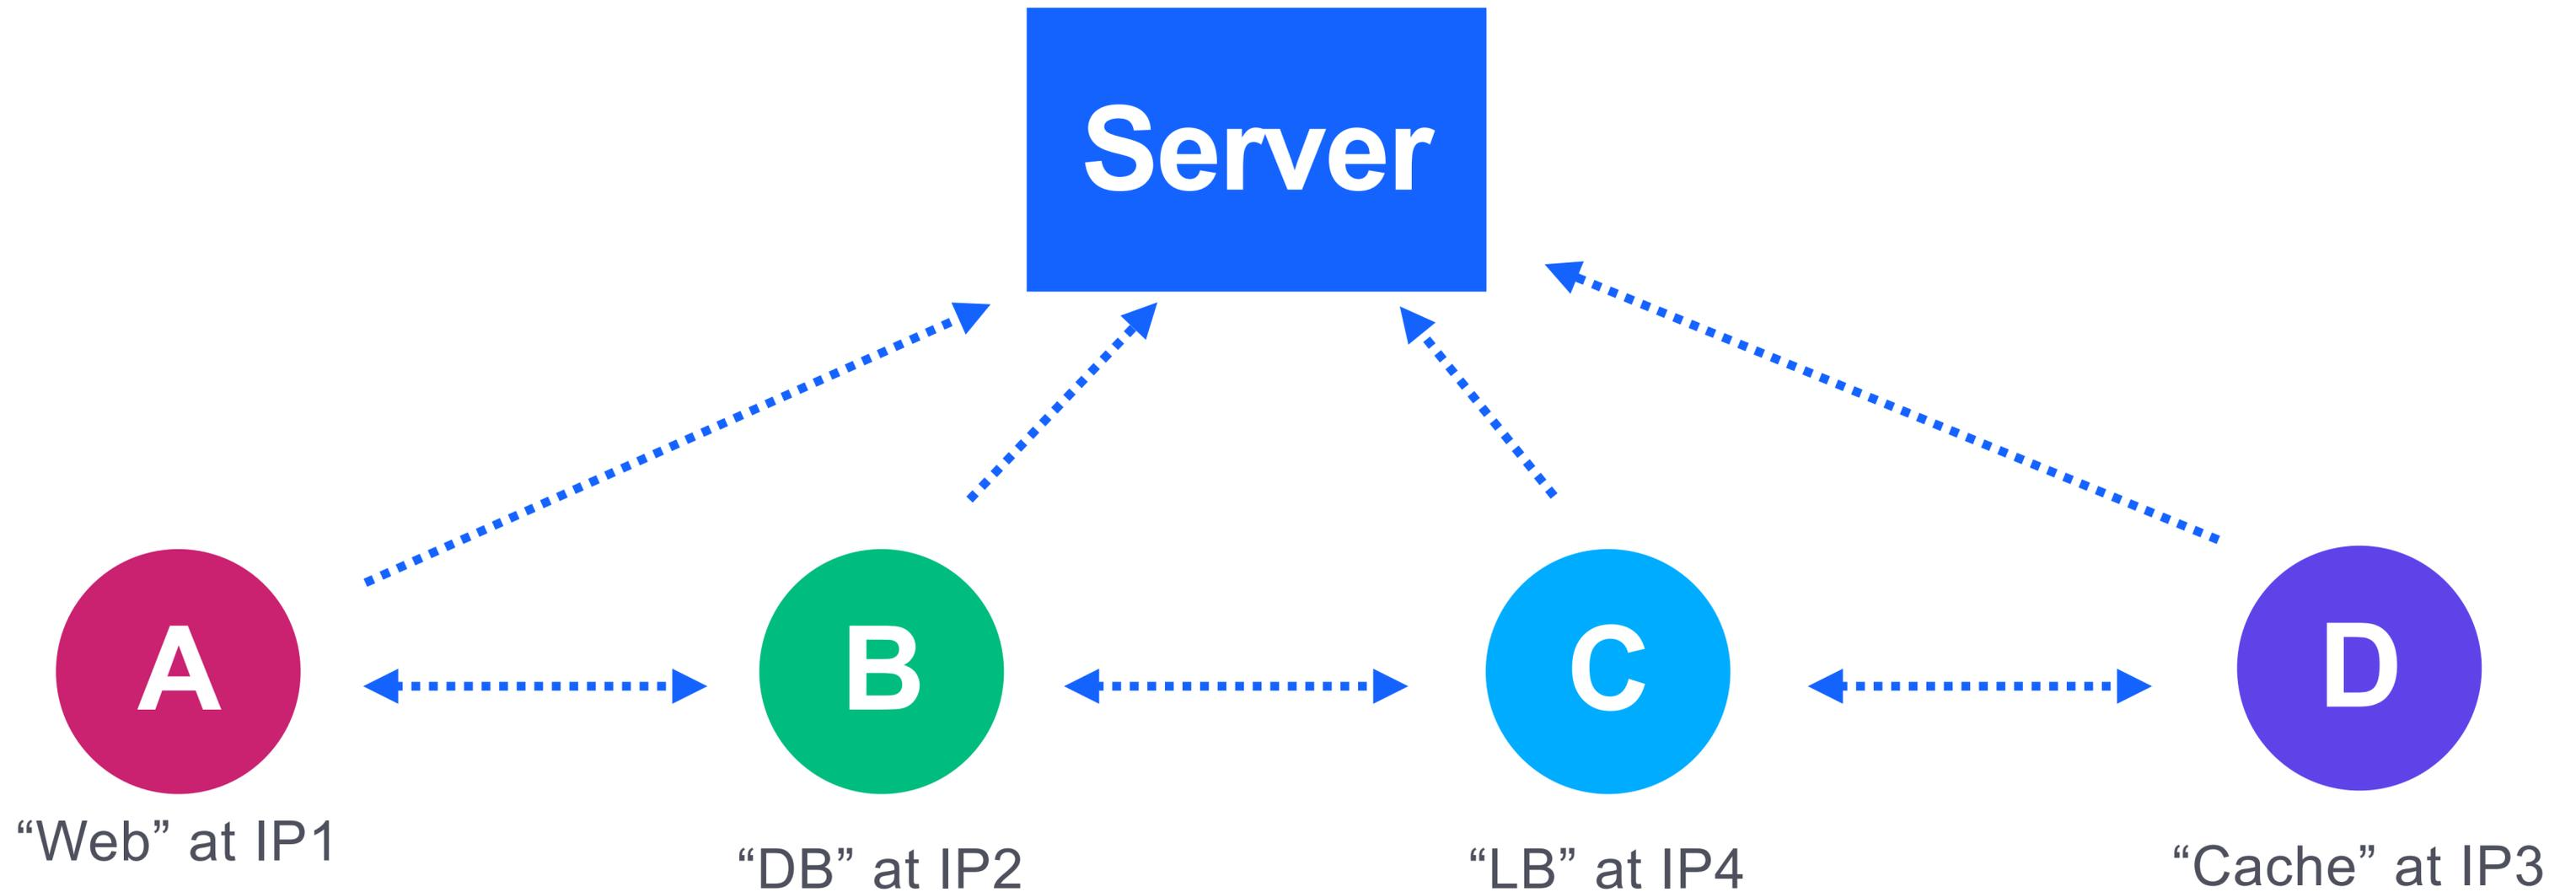 Server
A
B
C
D
“Web” at IP1
“DB” at IP2
“LB” at IP4
“Cache” at IP3